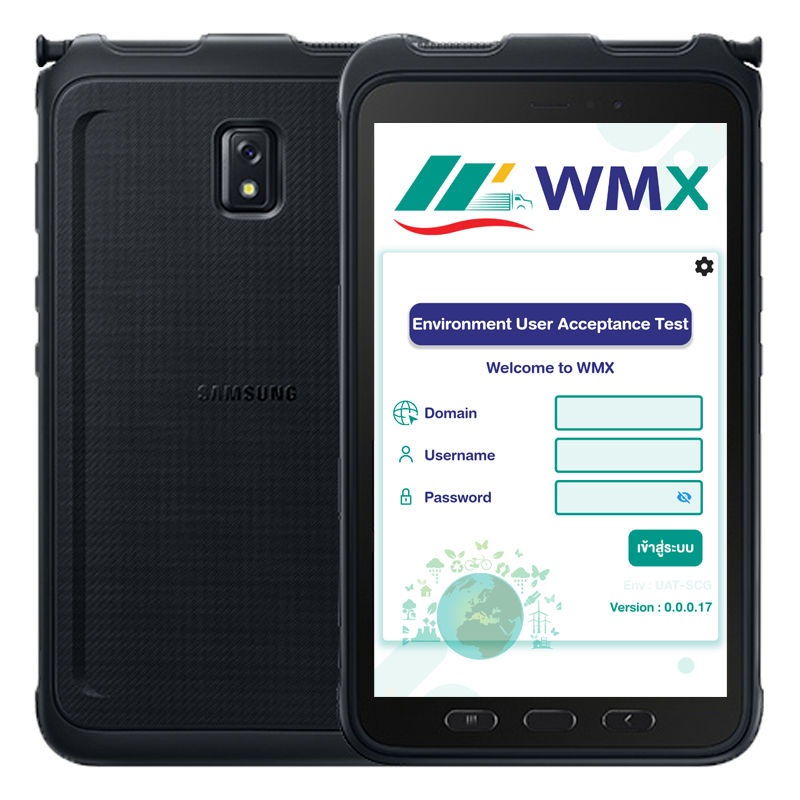 SAMSUNG
WMX
Environment User Acceptance Test
Welcome to WMX
Domain
Username
Password
เข้าสู่ระบบ
Env : UAT-SCG
Version : 0.0.0.17